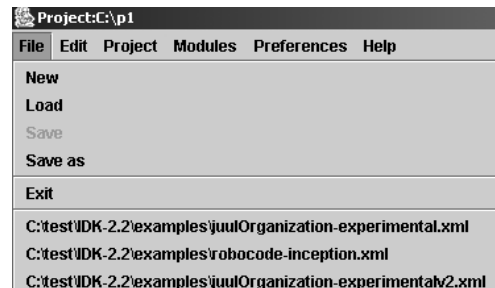 Project:C:\p1
File Edit Project Modules Preferences Help
New
Load
Save
Save as
Exit
C:\test\IDK-2.2\examples\juulOrganization-experimental.xml
C:\test\IDK-2.2\examples\robocode-inception.xml
C:\test\IDK-2.2\examples\juulOrganization-experimentalv2.xml